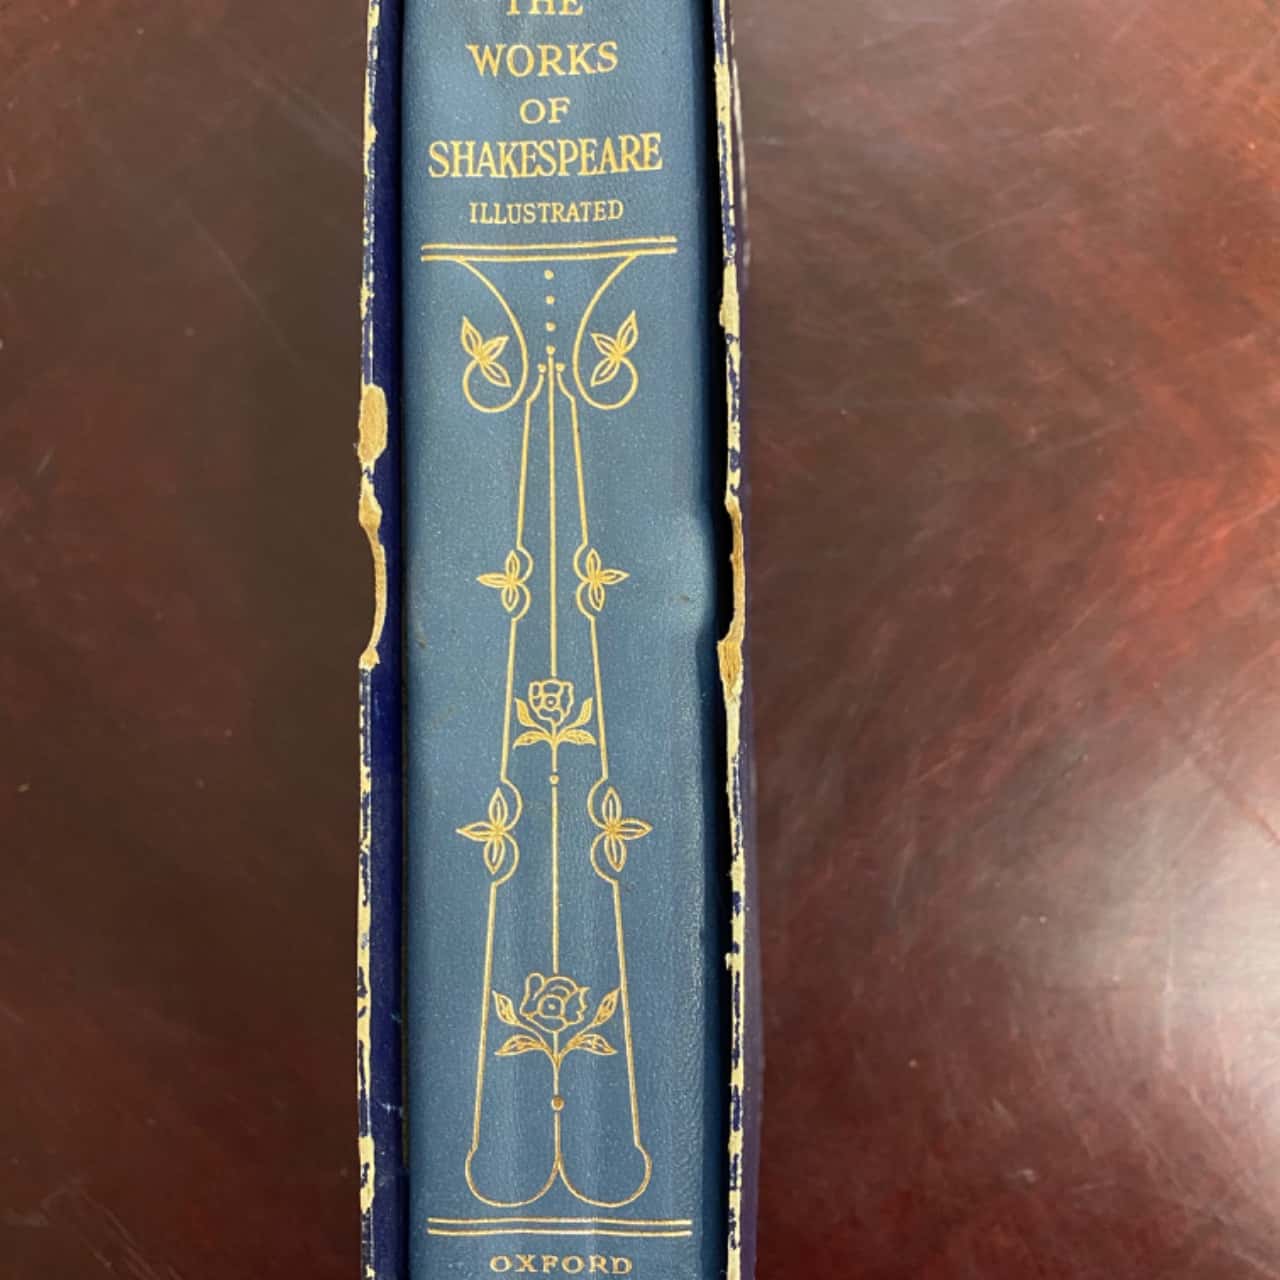 THE
WORKS
OF
SHAKESPEARE
ILLUSTRATED
OXFORD